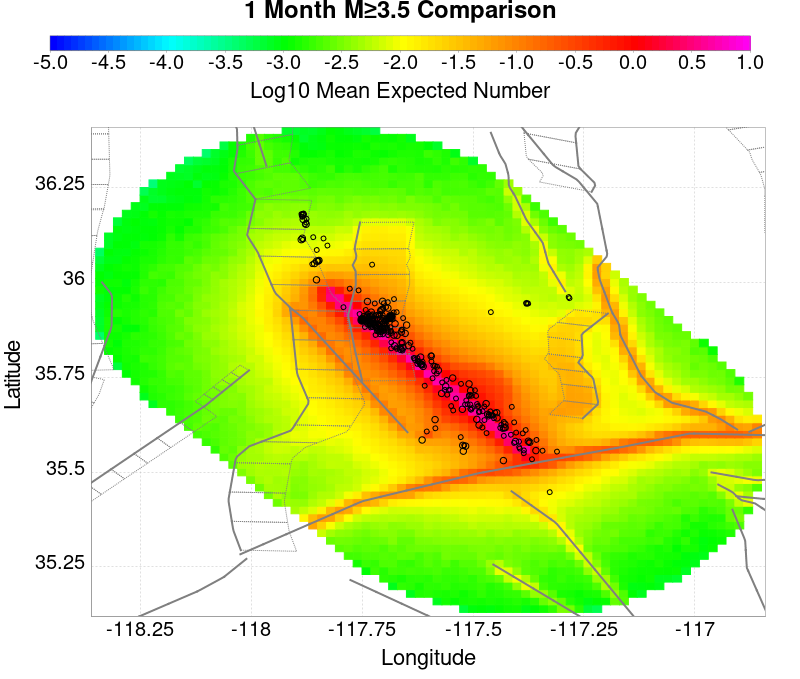 1 Month M≥3.5 Comparison
-5.0 -4.5 -4.0 -3.5 -3.0 -2.5 -2.0 -1.5 -1.0 -0.5 0.0 0.5 1.0
Log10 Mean Expected Number
36.25
36
35.75
35.5
35.25
Latitude
-118.25 -118 -117.75 -117.5 -117.25 -117
Longitude